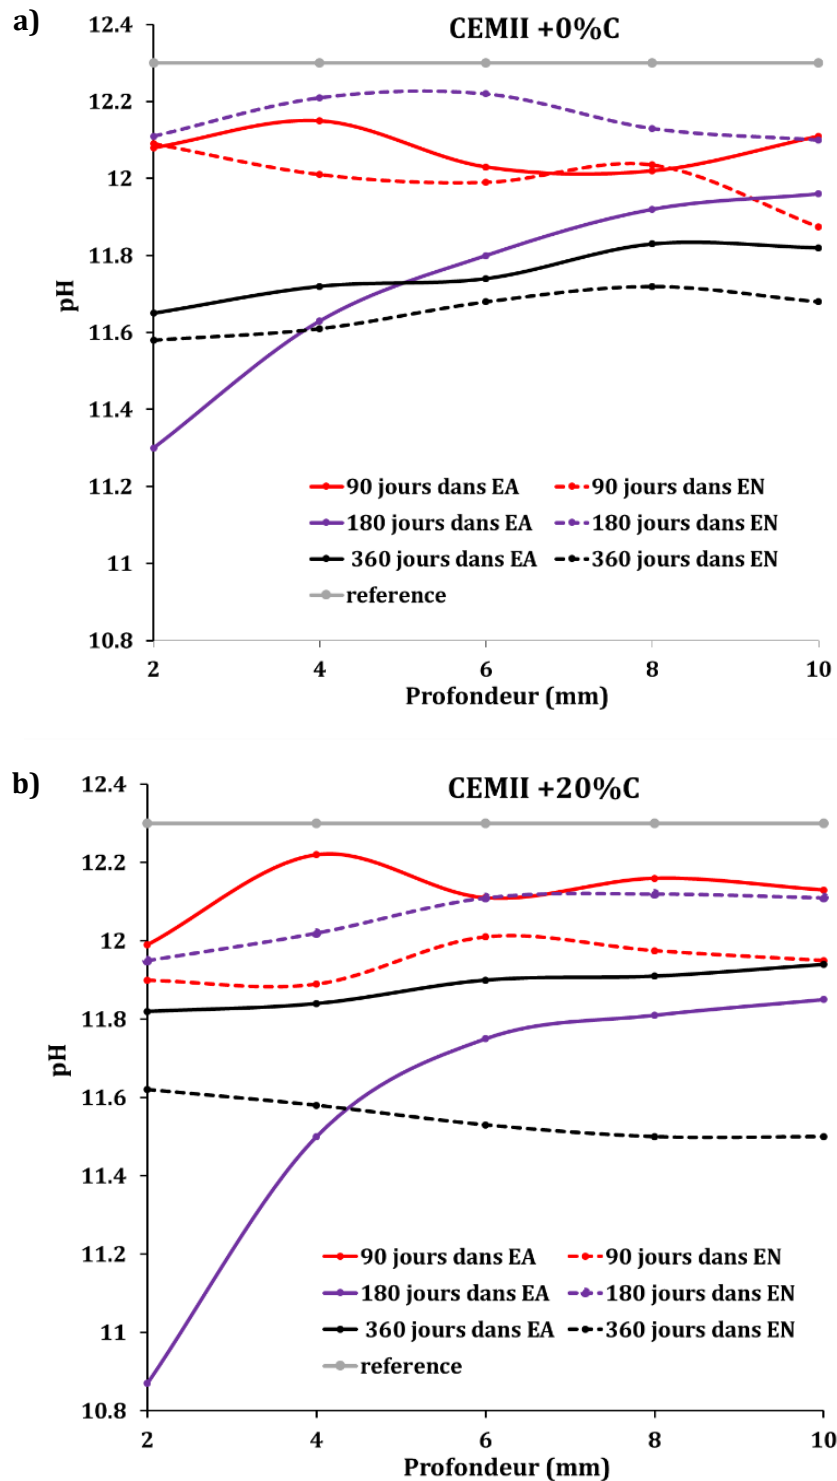 a)
CEMII +0%C
12.4
12.2
12
11.8
11.6
11.4
11.2
11
10.8
pH
90 jours dans EA
90 jours dans EN
180 jours dans EA
180 jours dans EN
360 jours dans EA
360 jours dans EN
reference
2 4 6 8 10
Profondeur (mm)
b)
CEMII +20%C
12.4
12.2
12
11.8
11.6
11.4
11.2
11
10.8
pH
90 jours dans EA
90 jours dans EN
180 jours dans EA
180 jours dans EN
360 jours dans EA
360 jours dans EN
reference
2 4 6 8 10
Profondeur (mm)